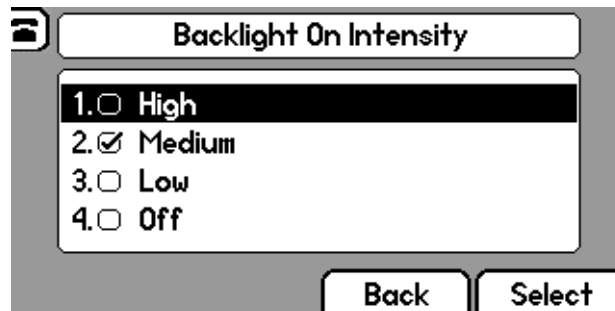 Backlight On Intensity
1. High
2. Medium
3. Low
4. Off
Back Select